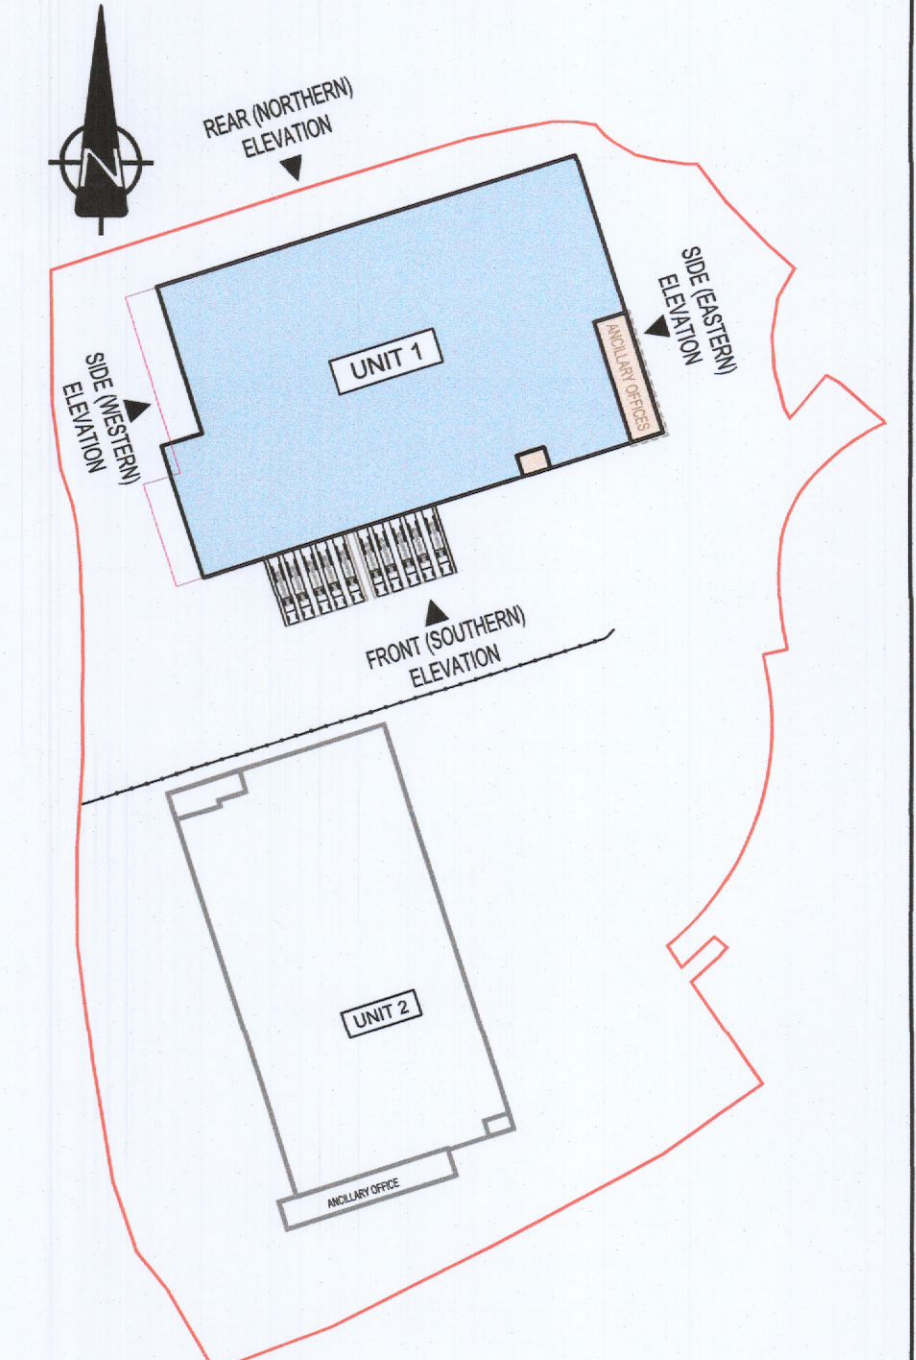 N
REAR (NORTHERN)
ELEVATION
SIDE (EASTERN)
ELEVATION
UNIT 1
ANCILLARY OFFICES
SIDE (WESTERN)
ELEVATION
FRONT (SOUTHERN)
ELEVATION
UNIT 2
ANCILLARY OFFICE